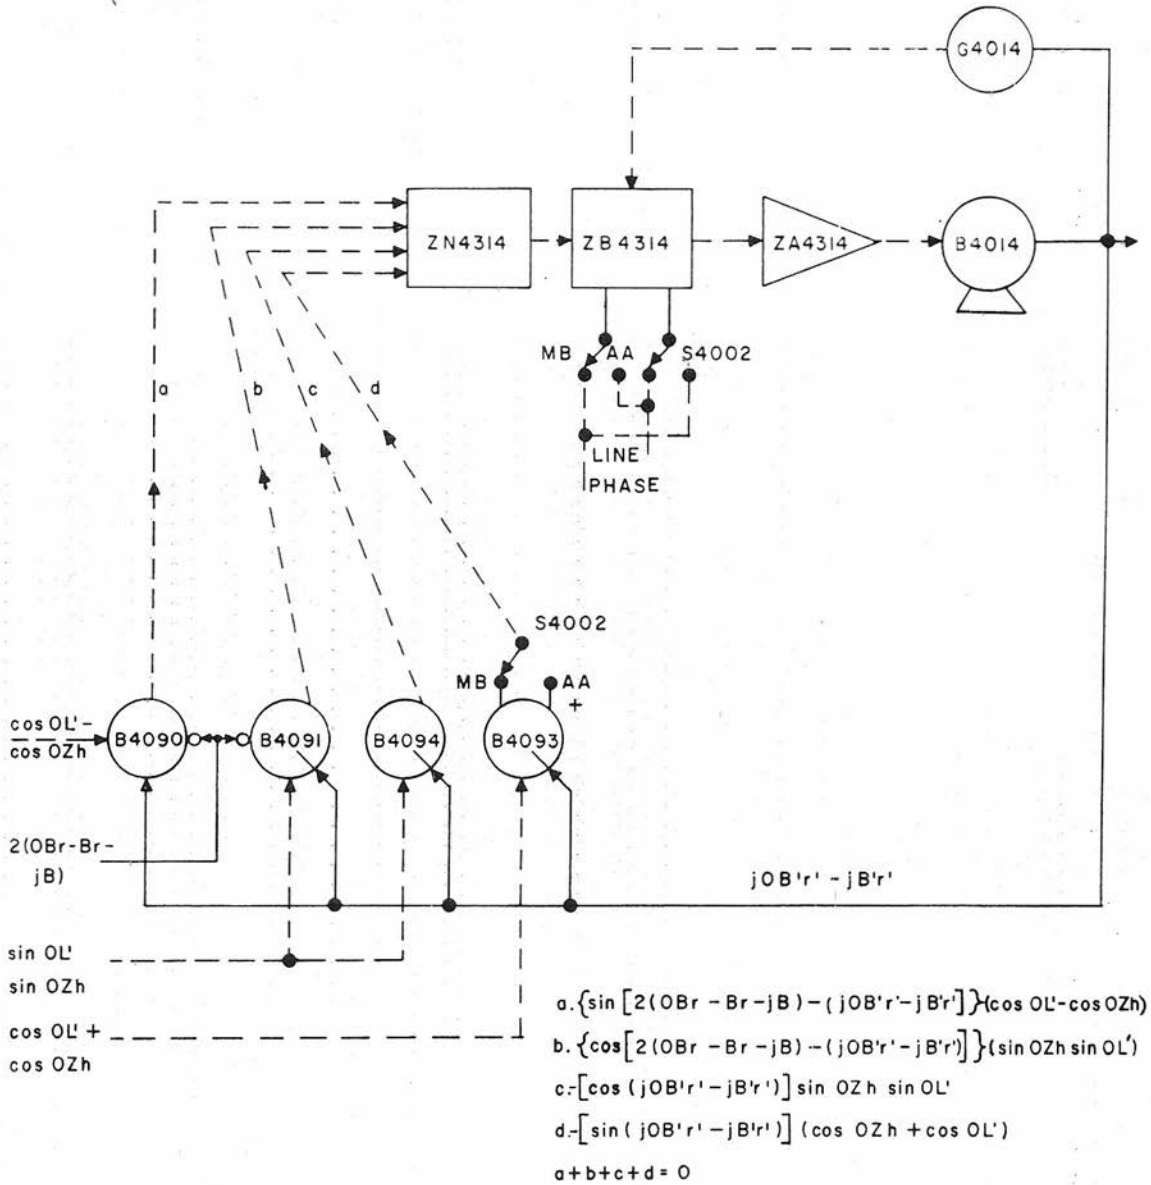 G4014
ZN4314
ZB4314
ZA4314
B4014
MB
AA
S4002
LINE
PHASE
a
b
c
d
S4002
MB
AA
+
cos OL' -
cos OZh
B4090
B4091
B4094
B4093
2(OBr-Br-
jB)
jOB'r' - jB'r'
sin OL'
sin OZh
cos OL' +
cos OZh
a. {sin [2(OBr - Br - jB) - (jOB'r' - jB'r']} (cos OL' - cos OZh)
b. {cos [2(OBr - Br - jB) - (jOB'r' - jB'r')]} (sin OZh sin OL')
c.-[cos (jOB'r' - jB'r')] sin OZh sin OL'
d.-[sin (jOB'r' - jB'r')] (cos OZh + cos OL')
a+b+c+d = 0